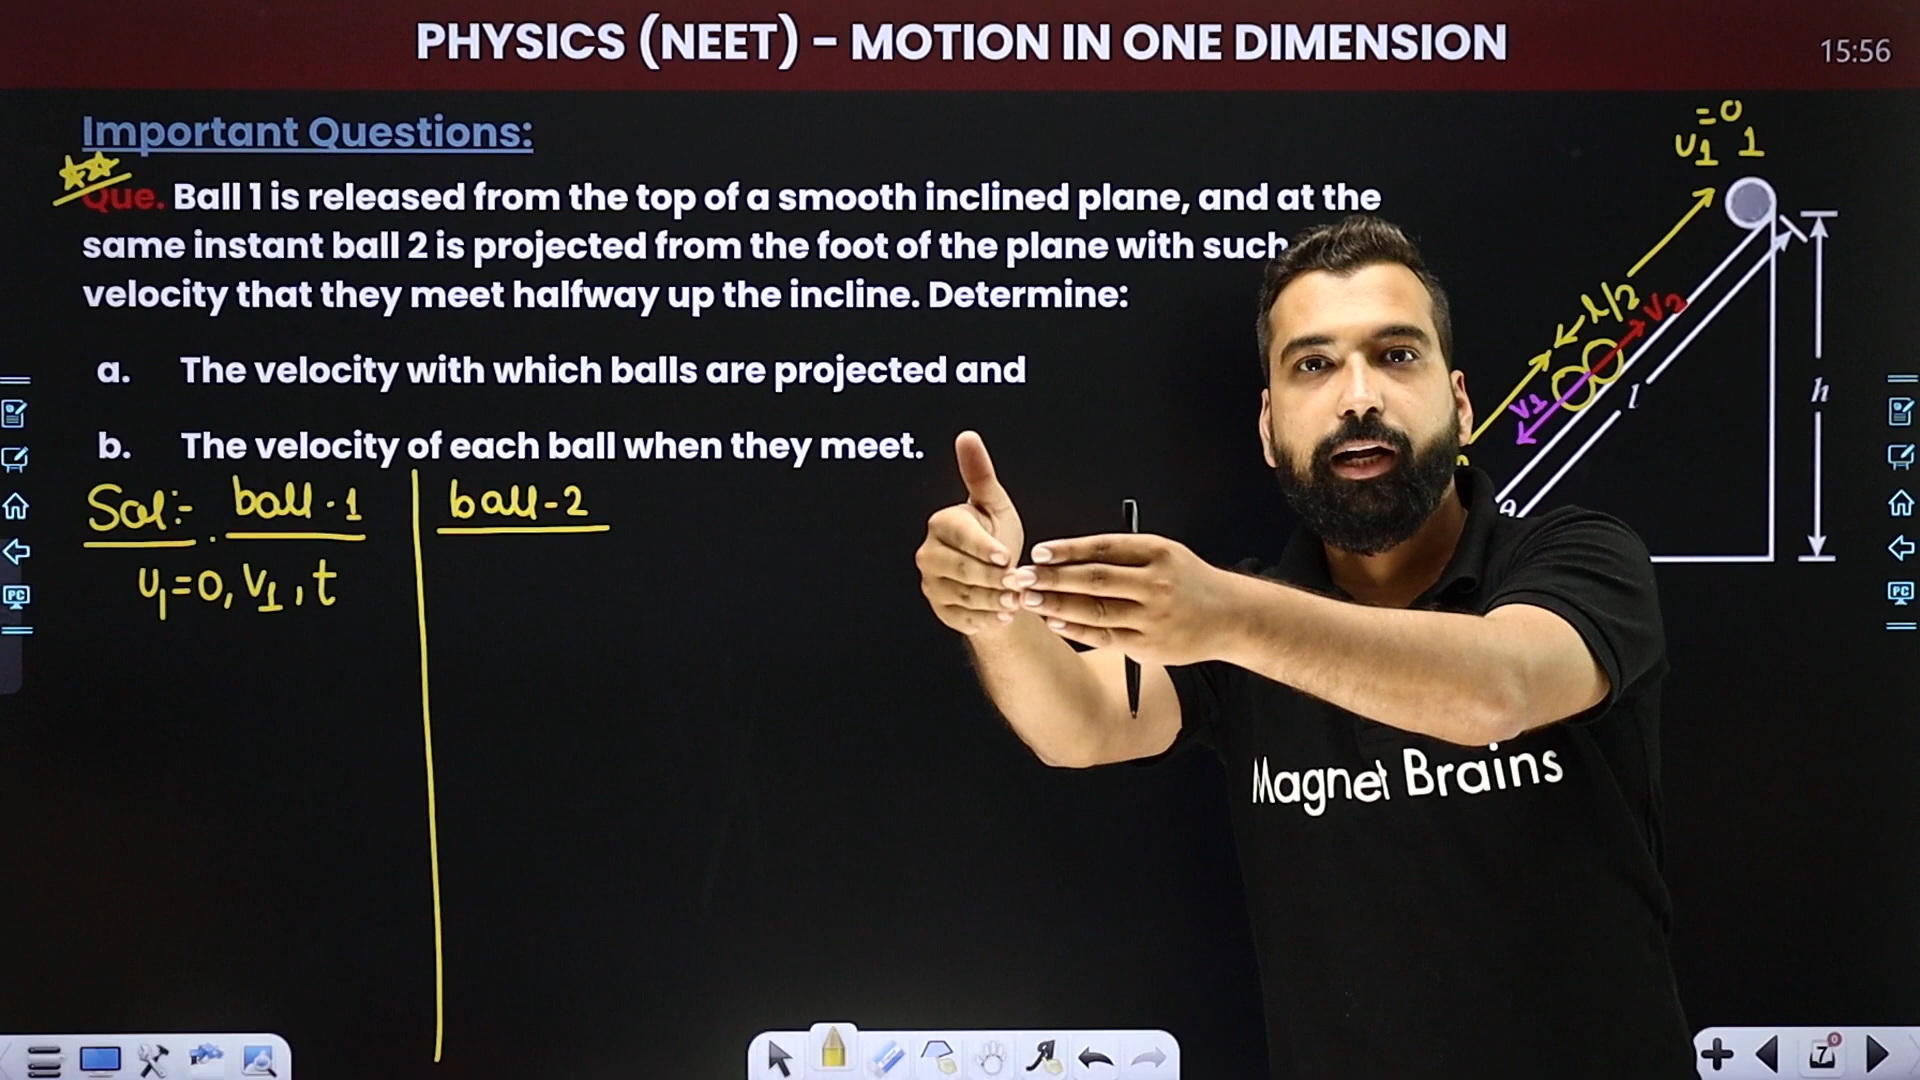 PHYSICS (NEET) - MOTION IN ONE DIMENSION
15:56
Important Questions:
Que. Ball 1 is released from the top of a smooth inclined plane, and at the
same instant ball 2 is projected from the foot of the plane with such
velocity that they meet halfway up the incline. Determine:
a. The velocity with which balls are projected and
b. The velocity of each ball when they meet.
Sol:- ball-1
ball-2
u1=0, V1, t
=0
u1 1
l/2
V2
V1
l
h
θ
Magnet Brains
PC
PC
7
0